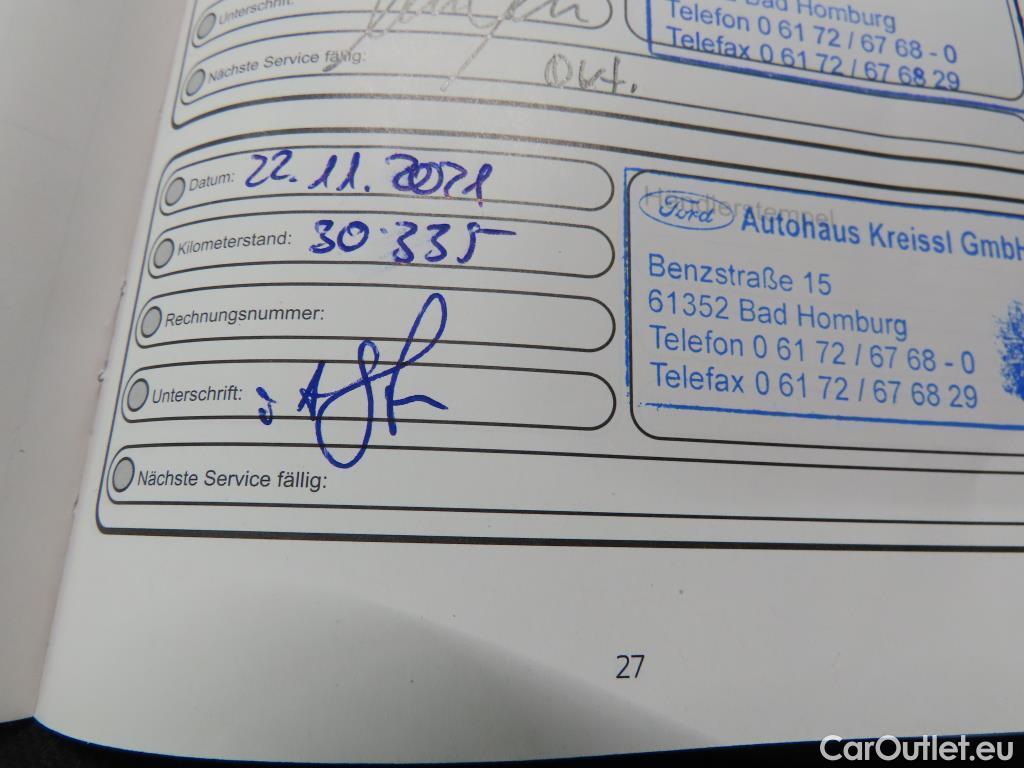 Unterschrift:
Bad Homburg
Telefon 0 61 72 / 67 68 - 0
Telefax 0 61 72 / 67 68 29
Nächste Service fällig: Okt.
Datum: 22.11.2021
Kilometerstand: 30.335
Rechnungsnummer:
Unterschrift: i.A.
Nächste Service fällig:
Händlerstempel
Ford Autohaus Kreissl GmbH
Benzstraße 15
61352 Bad Homburg
Telefon 0 61 72 / 67 68 - 0
Telefax 0 61 72 / 67 68 29
27
CarOutlet.eu